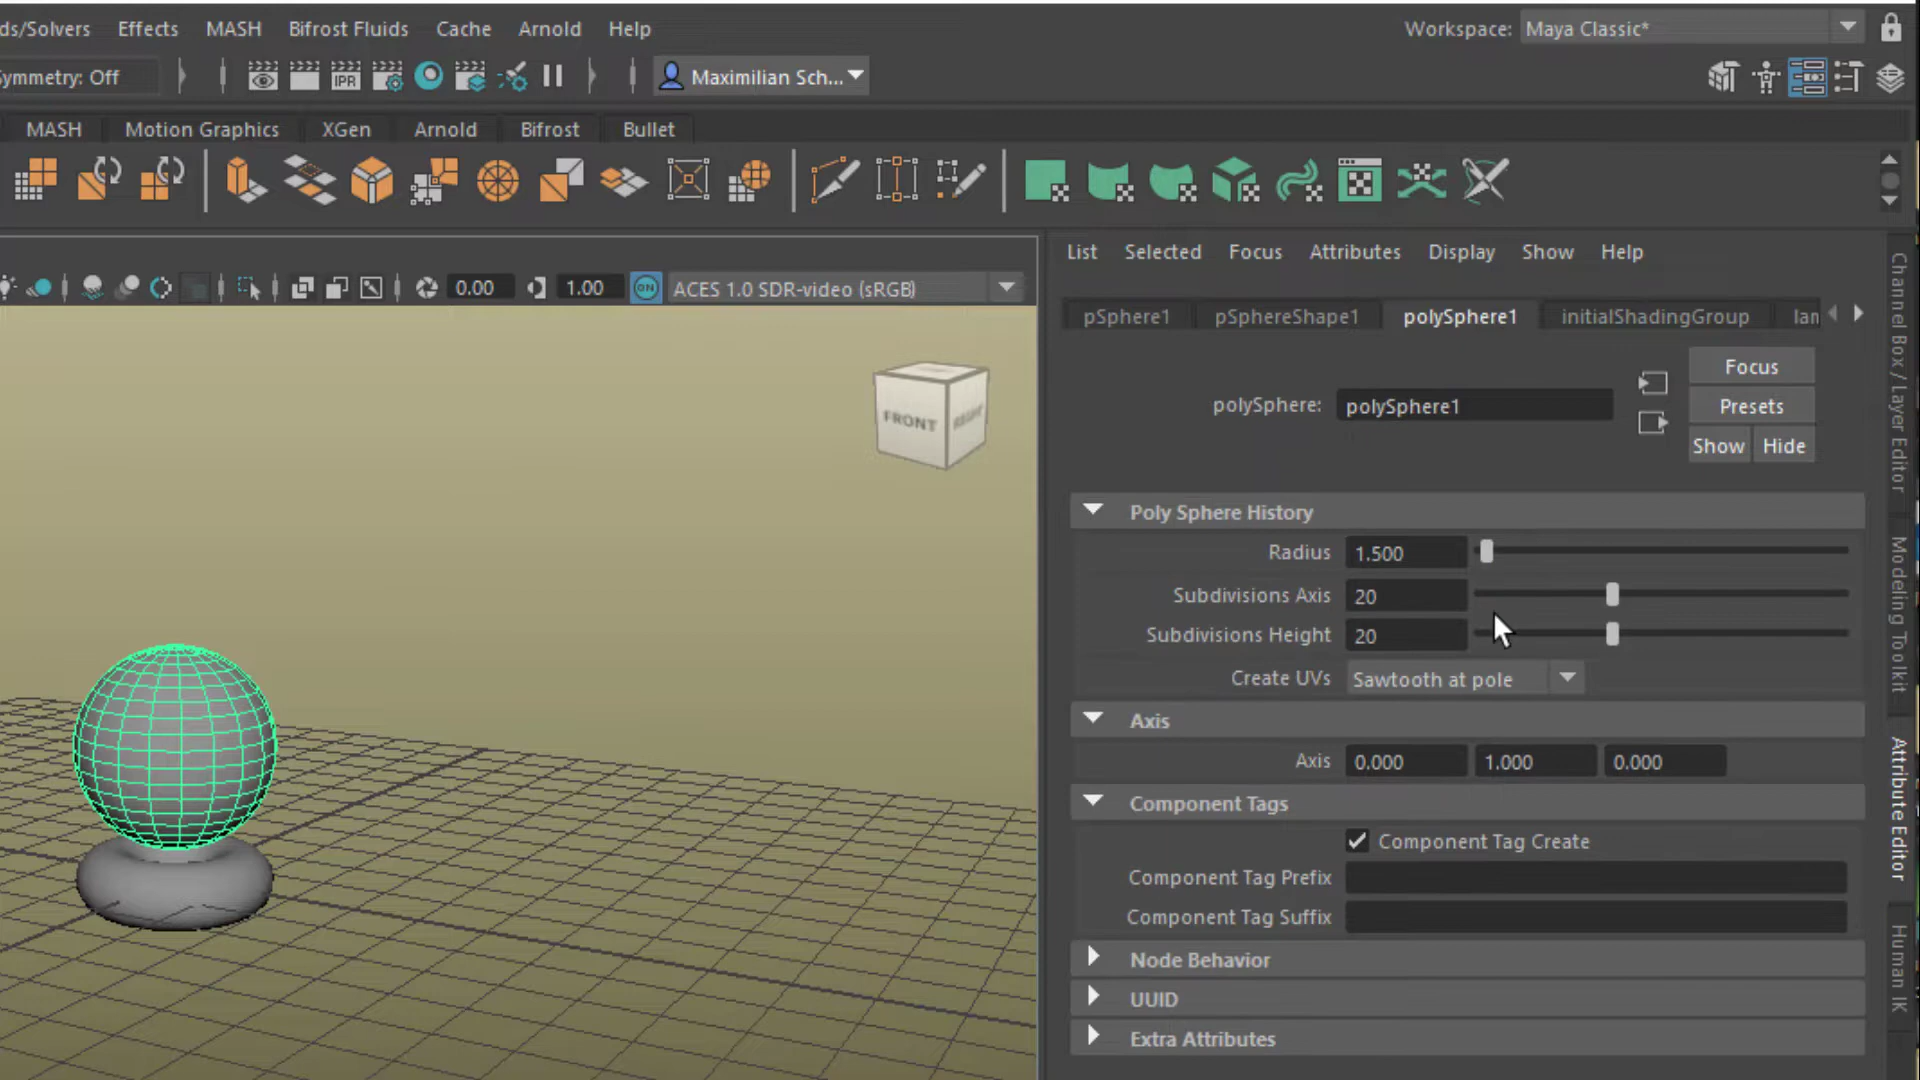 ds/Solvers Effects MASH Bifrost Fluids Cache Arnold Help Workspace: Maya Classic*
Symmetry: Off IPR Maximilian Sch...
MASH Motion Graphics XGen Arnold Bifrost Bullet
List Selected Focus Attributes Display Show Help
0.00 1.00 ON ACES 1.0 SDR-video (sRGB)
pSphere1 pSphereShape1 polySphere1 initialShadingGroup lan
Focus
polySphere: polySphere1 Presets
Show Hide
FRONT RIGHT
Poly Sphere History
Radius 1.500
Subdivisions Axis 20
Subdivisions Height 20
Create UVs Sawtooth at pole
Axis
Axis 0.000 1.000 0.000
Component Tags
Component Tag Create
Component Tag Prefix
Component Tag Suffix
Node Behavior
UUID
Extra Attributes
Channel Box / Layer Editor
Modeling Toolkit
Attribute Editor
Human IK